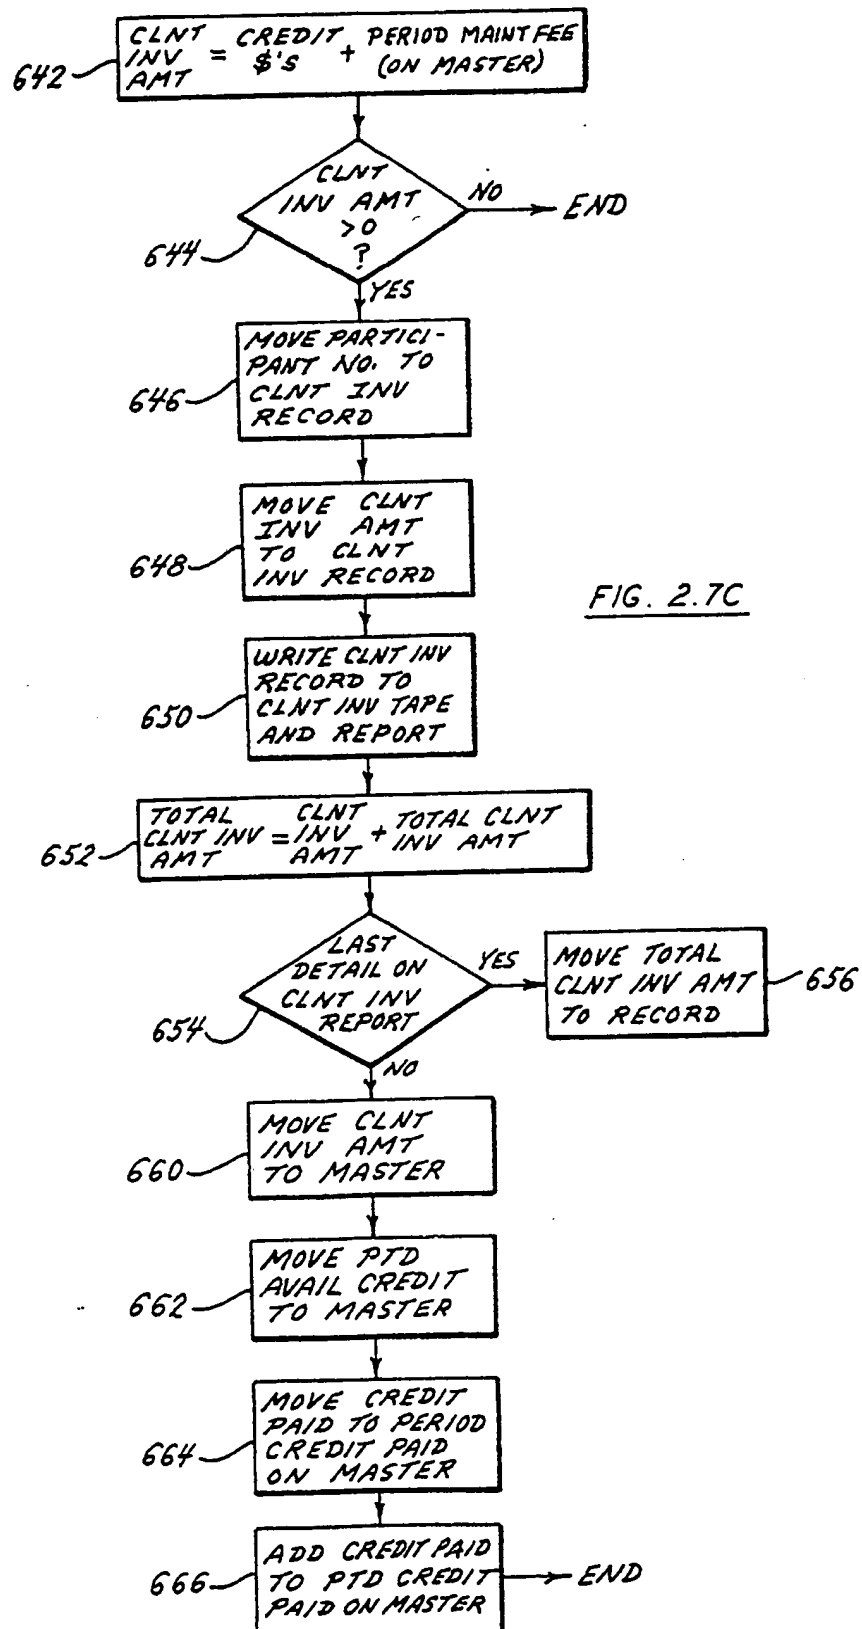 CLNT INV AMT = CREDIT $'S + PERIOD MAINT FEE (ON MASTER)
642
CLNT
INV AMT
>0
?
NO
END
644
YES
MOVE PARTICI-
PANT NO. TO
CLNT INV
RECORD
646
MOVE CLNT
INV AMT
TO CLNT
INV RECORD
648
FIG. 2.7C
WRITE CLNT INV
RECORD TO
CLNT INV TAPE
AND REPORT
650
TOTAL CLNT INV AMT = CLNT INV AMT + TOTAL CLNT INV AMT
652
LAST
DETAIL ON
CLNT INV
REPORT
654
YES
MOVE TOTAL
CLNT INV AMT
TO RECORD
656
NO
MOVE CLNT
INV AMT
TO MASTER
660
MOVE PTD
AVAIL CREDIT
TO MASTER
662
MOVE CREDIT
PAID TO PERIOD
CREDIT PAID
ON MASTER
664
ADD CREDIT PAID
TO PTD CREDIT
PAID ON MASTER
666
END